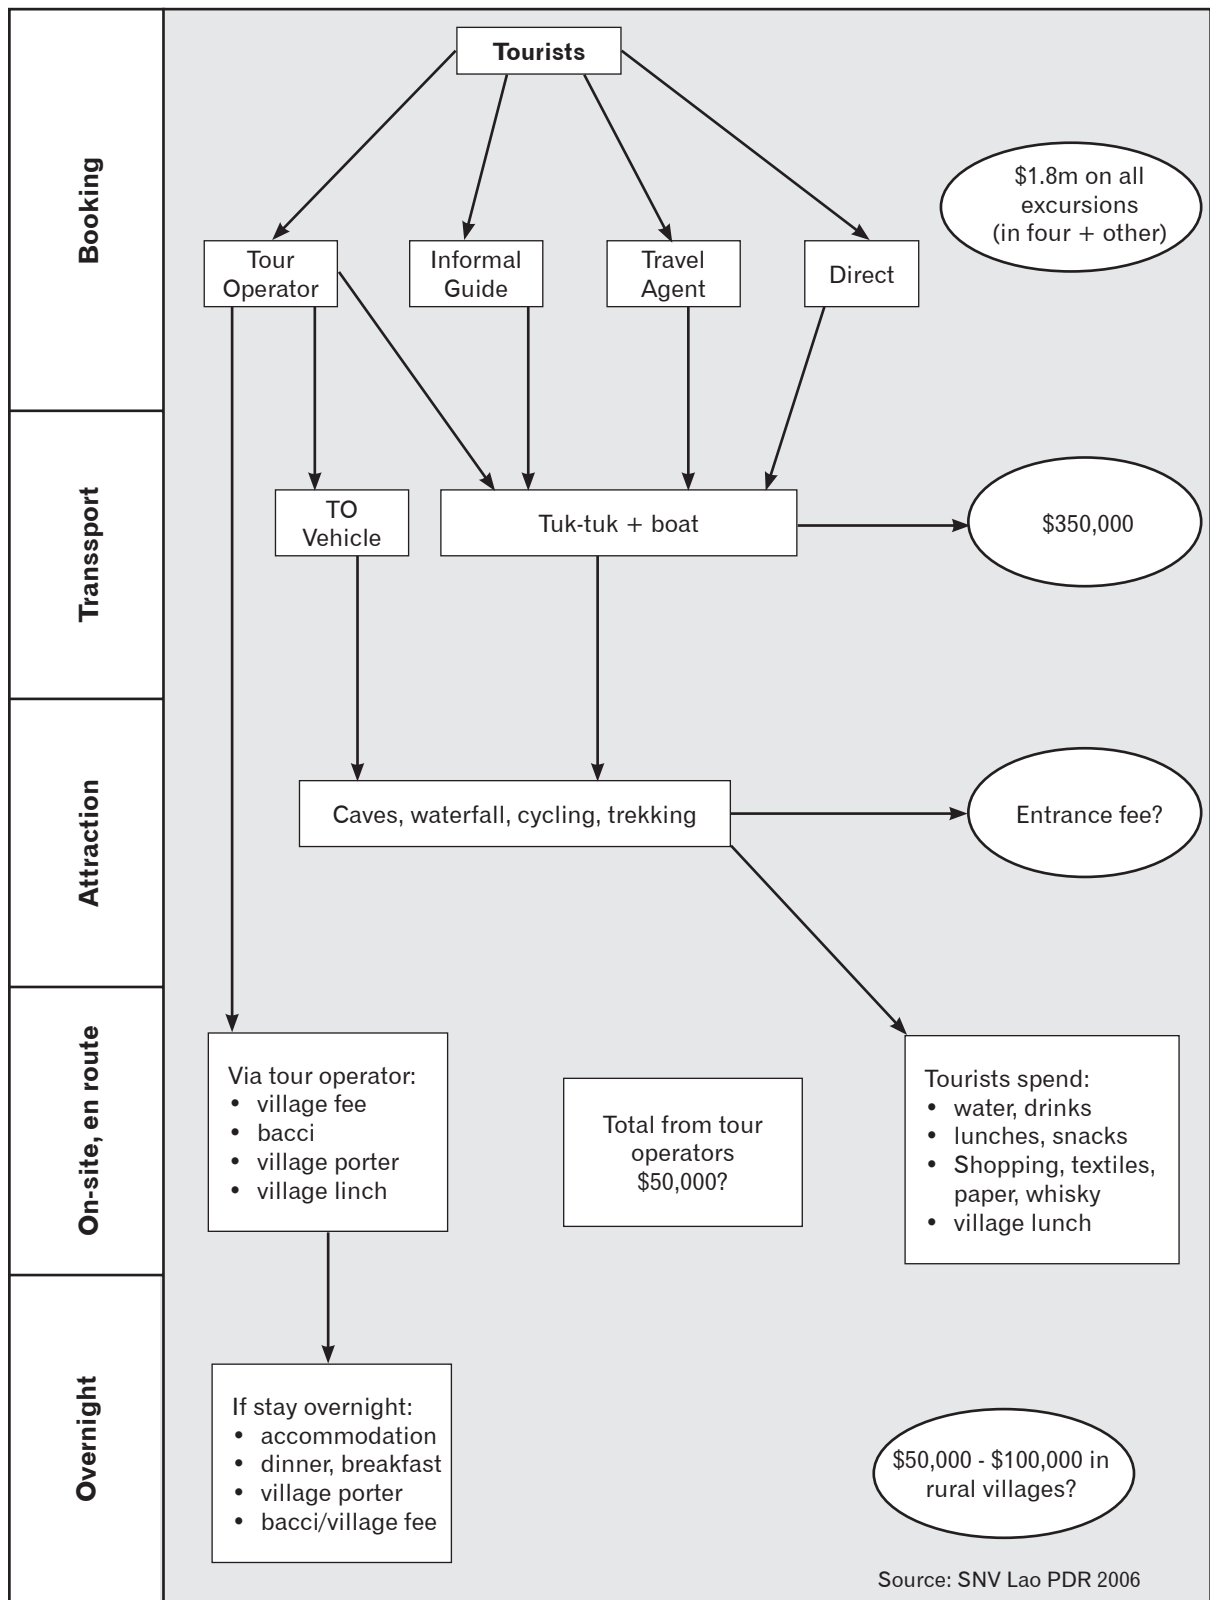 Booking
Tourists
$1.8m on all
excursions
(in four + other)
Tour
Operator
Informal
Guide
Travel
Agent
Direct
Transsport
TO
Vehicle
Tuk-tuk + boat
$350,000
Attraction
Caves, waterfall, cycling, trekking
Entrance fee?
On-site, en route
Via tour operator:
• village fee
• bacci
• village porter
• village linch
Total from tour
operators
$50,000?
Tourists spend:
• water, drinks
• lunches, snacks
• Shopping, textiles,
paper, whisky
• village lunch
Overnight
If stay overnight:
• accommodation
• dinner, breakfast
• village porter
• bacci/village fee
$50,000 - $100,000 in
rural villages?
Source: SNV Lao PDR 2006